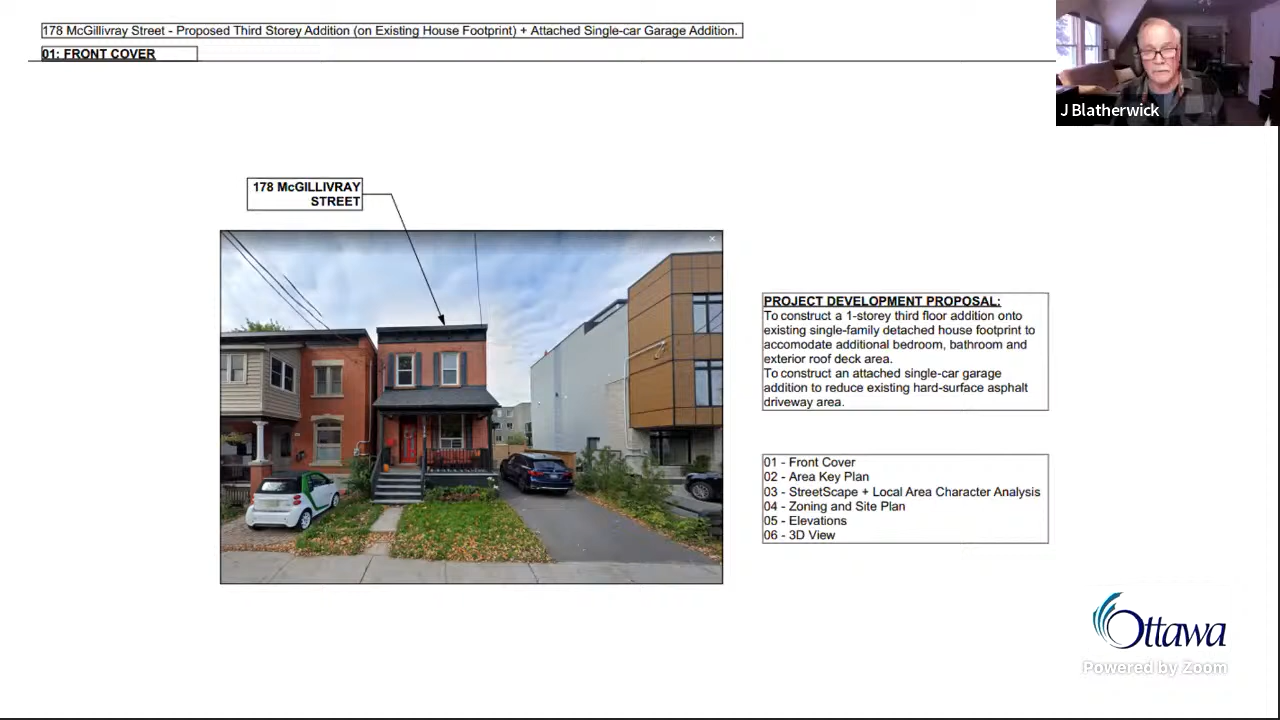 178 McGillivray Street - Proposed Third Storey Addition (on Existing House Footprint) + Attached Single-car Garage Addition.
01: FRONT COVER
J Blatherwick
178 McGILLIVRAY
STREET
PROJECT DEVELOPMENT PROPOSAL:
To construct a 1-storey third floor addition onto
existing single-family detached house footprint to
accomodate additional bedroom, bathroom and
exterior roof deck area.
To construct an attached single-car garage
addition to reduce existing hard-surface asphalt
driveway area.
01 - Front Cover
02 - Area Key Plan
03 - StreetScape + Local Area Character Analysis
04 - Zoning and Site Plan
05 - Elevations
06 - 3D View
Ottawa
Powered by Zoom